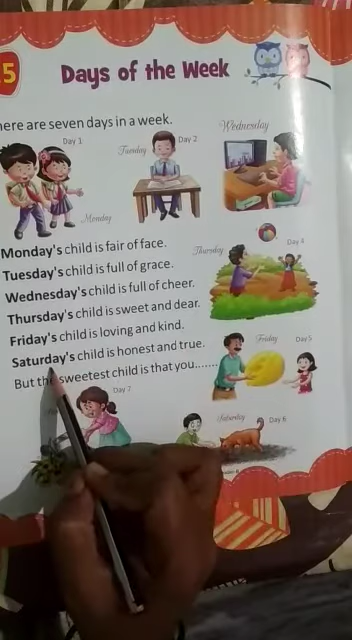 5
Days of the Week
here are seven days in a week.
Wednesday
Day 1
Tuesday
Day 2
Monday
Monday's child is fair of face.
Thursday
Day 4
Tuesday's child is full of grace.
Wednesday's child is full of cheer.
Thursday's child is sweet and dear.
Friday's child is loving and kind.
Friday
Day 5
Saturday's child is honest and true.
But the sweetest child is that you.......
Day 7
Saturday
Day 6